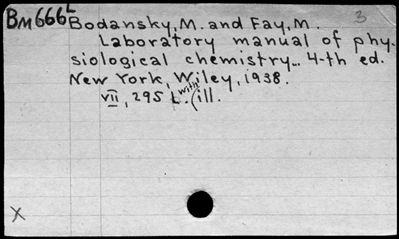 BM666L Bodansky, M. and Fay, M. 3
Laboratory manual of phy-
siological chemistry.. 4-th ed.
New York, Wiley, 1938.
VII, 295 L. with ill.
X